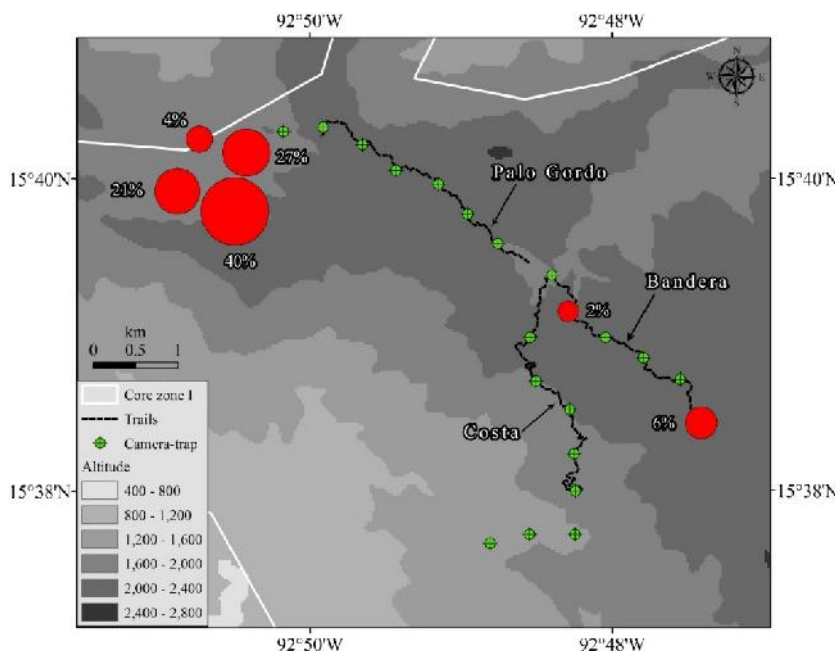 92°50'W 92°48'W
N
W E
S
4%
27%
15°40'N 15°40'N
21%
Palo Gordo
40%
Bandera
2%
km
0 0.5 1
Core zone I
Trails
Camera-trap
Costa
6%
Altitude
15°38'N 15°38'N
400 - 800
800 - 1,200
1,200 - 1,600
1,600 - 2,000
2,000 - 2,400
2,400 - 2,800
92°50'W 92°48'W